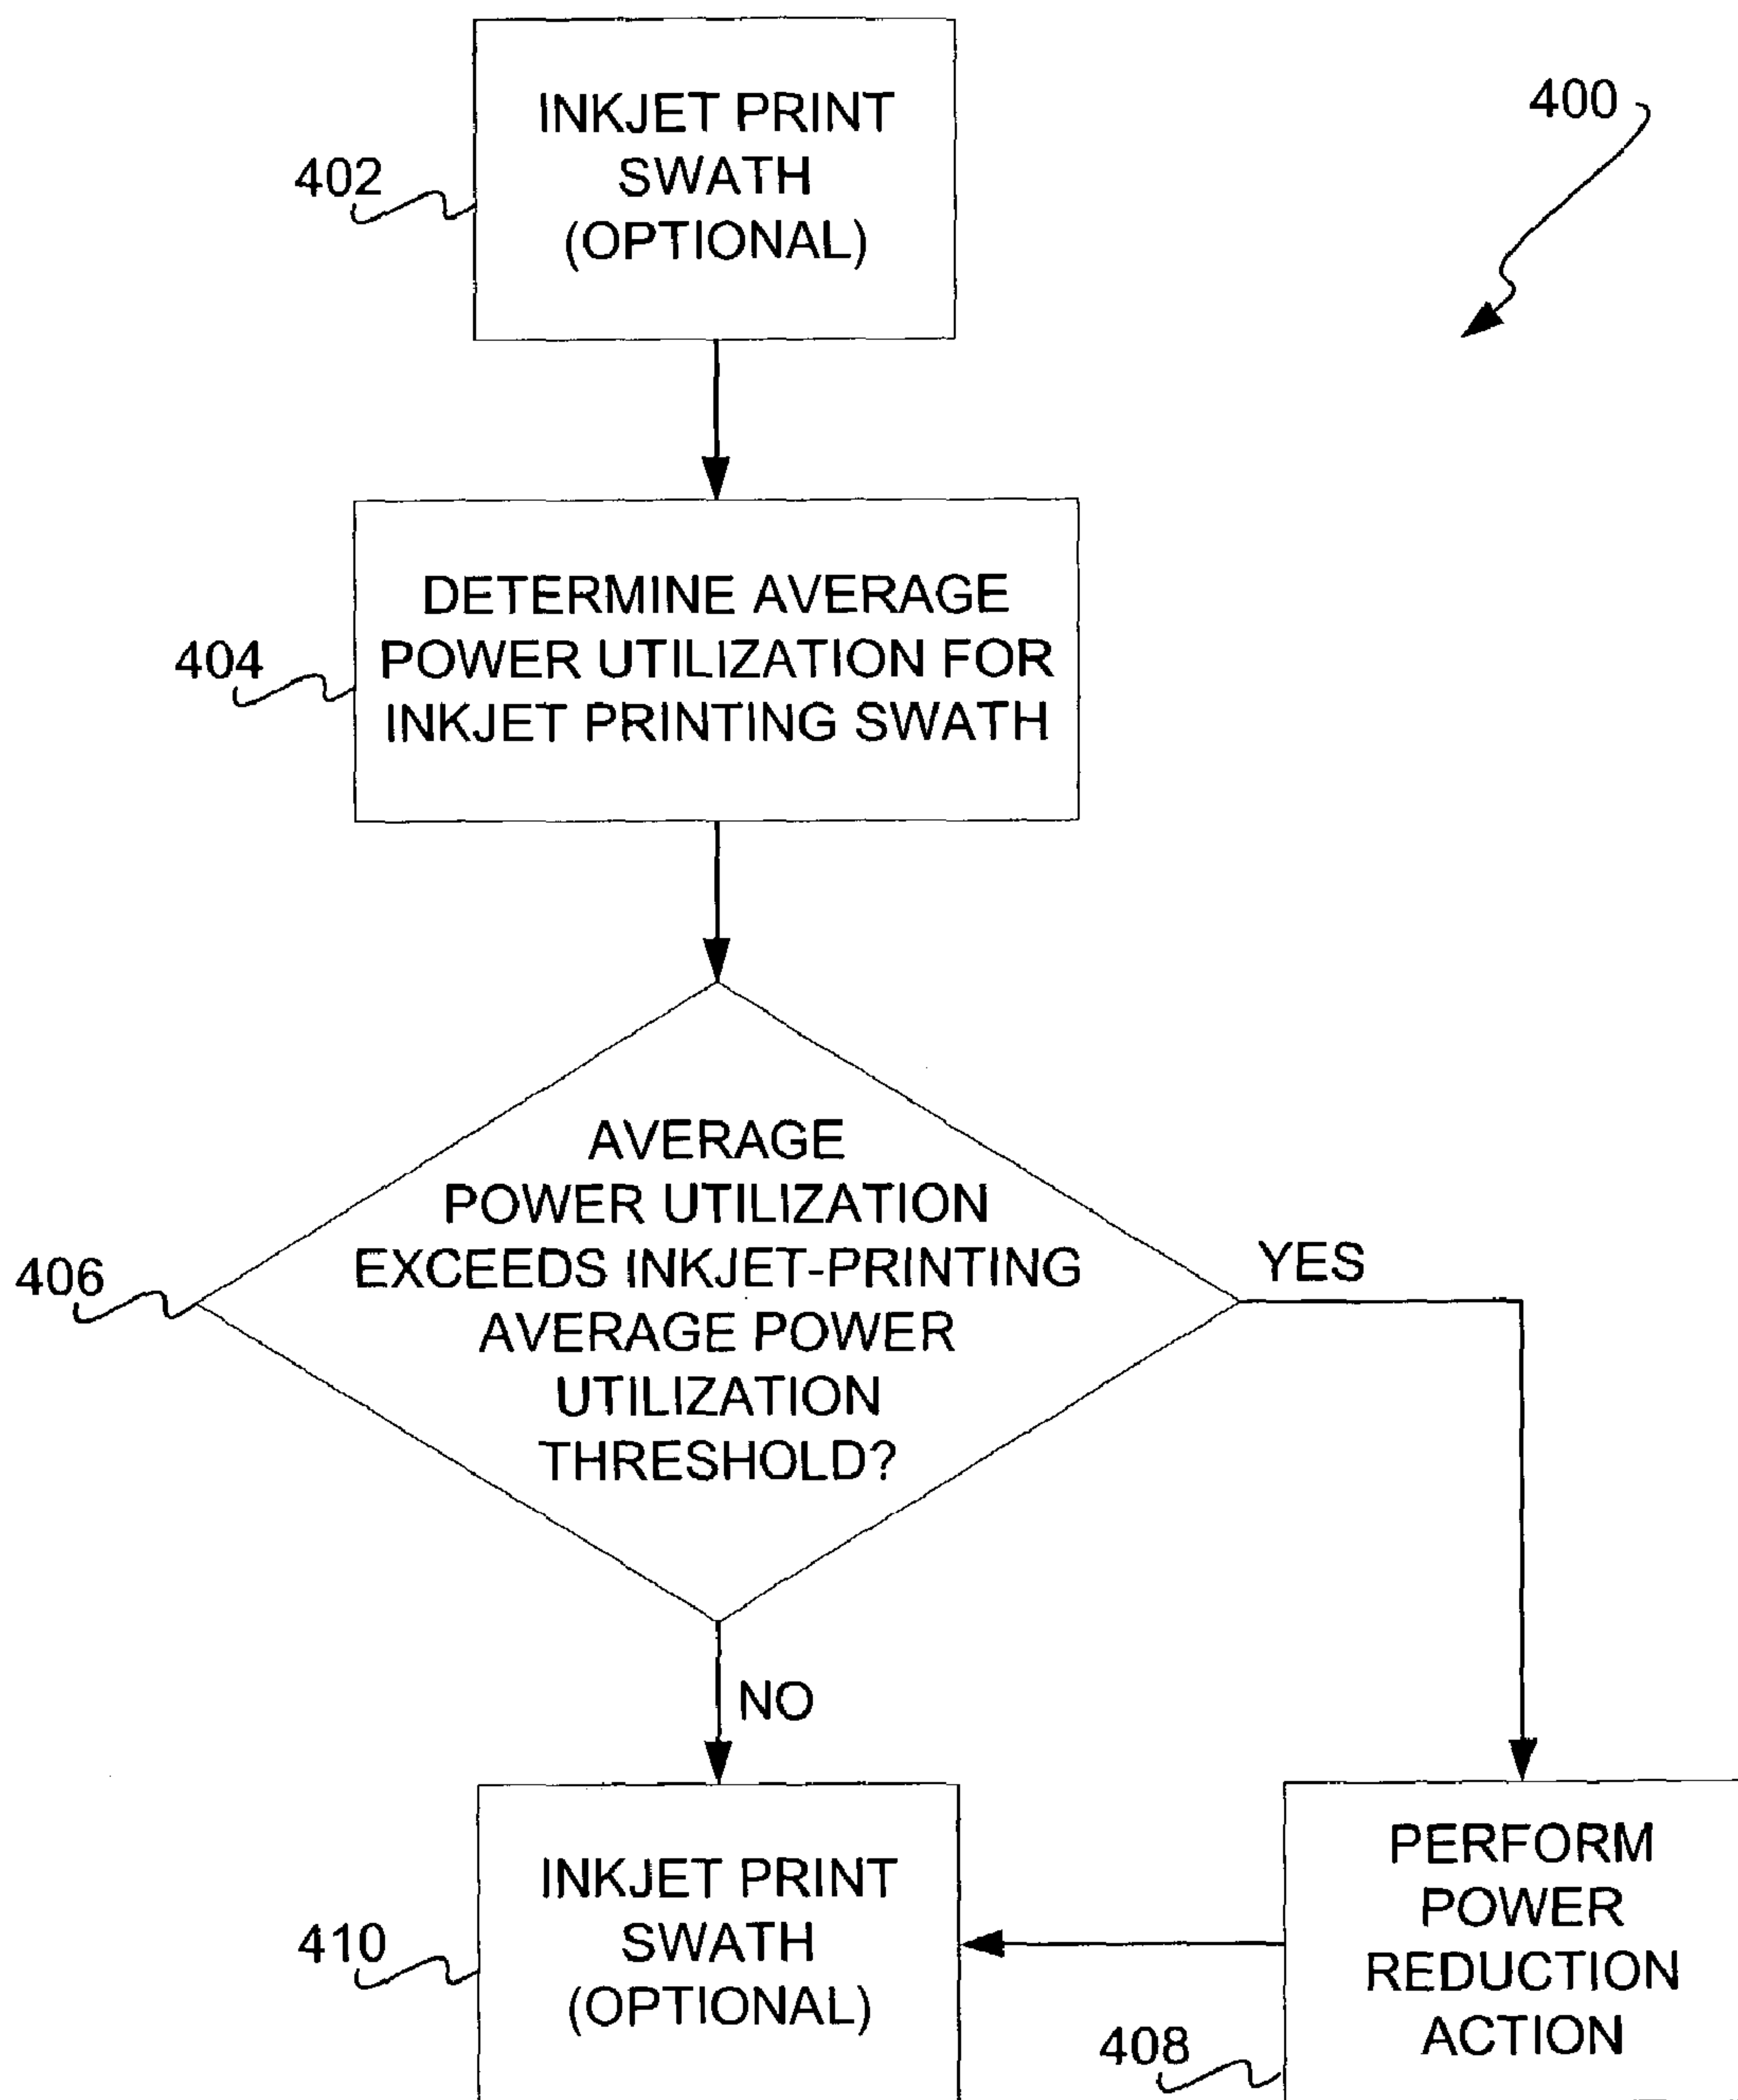 INKJET PRINT
SWATH
(OPTIONAL)
400
402
DETERMINE AVERAGE
POWER UTILIZATION FOR
INKJET PRINTING SWATH
404
AVERAGE
POWER UTILIZATION
EXCEEDS INKJET-PRINTING
AVERAGE POWER
UTILIZATION
THRESHOLD?
406
YES
NO
INKJET PRINT
SWATH
(OPTIONAL)
410
PERFORM
POWER
REDUCTION
ACTION
408